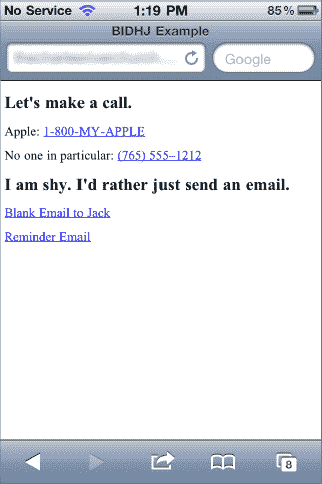 No Service 1:19 PM 85%
BIDHJ Example
Google
Let's make a call.
Apple: 1-800-MY-APPLE
No one in particular: (765) 555–1212
I am shy. I'd rather just send an email.
Blank Email to Jack
Reminder Email
8